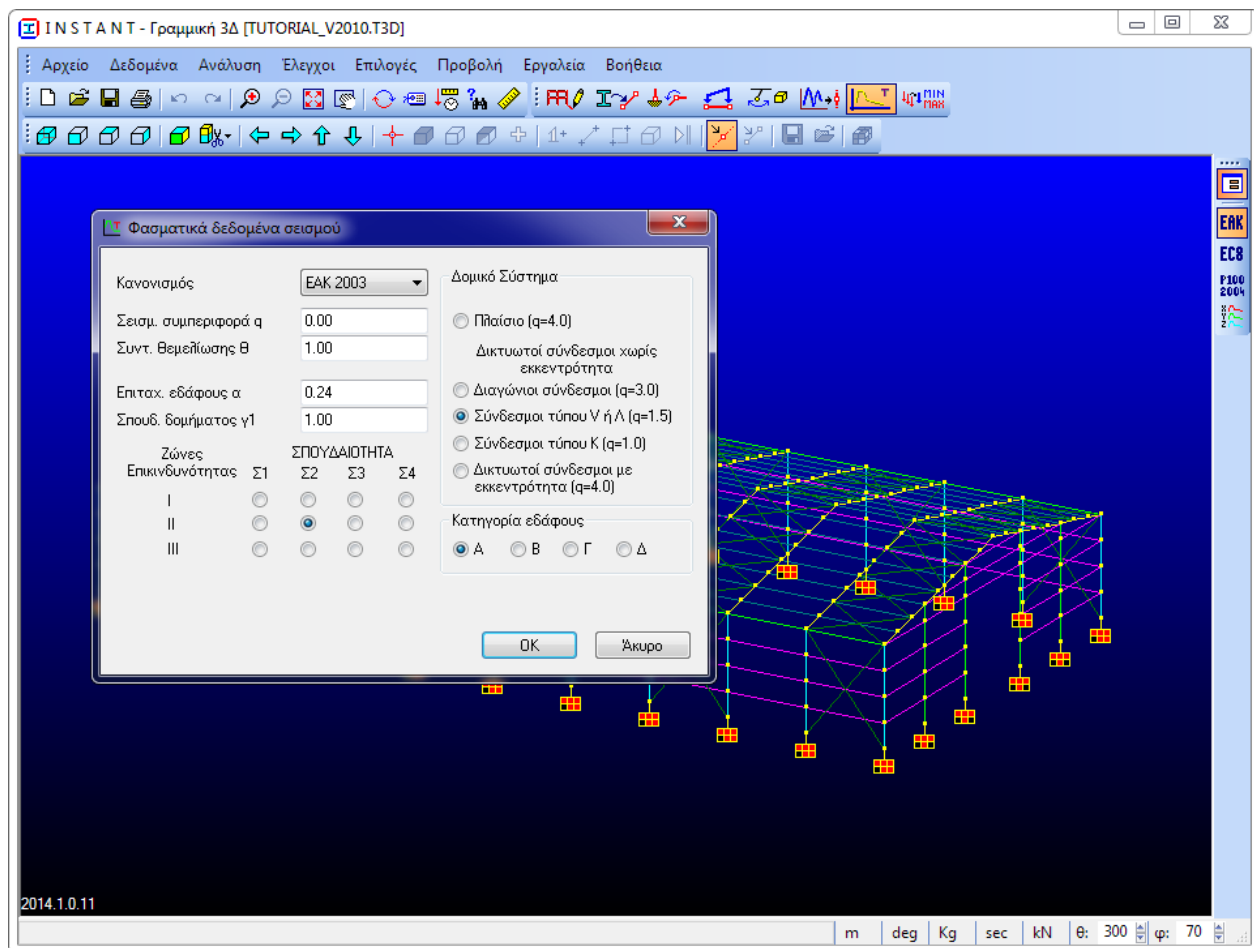 I N S T A N T - Γραμμική 3Δ [TUTORIAL_V2010.T3D]
Αρχείο Δεδομένα Ανάλυση Έλεγχοι Επιλογές Προβολή Εργαλεία Βοήθεια
MIN
MAX
Φασματικά δεδομένα σεισμού
Κανονισμός ΕΑΚ 2003
Σεισμ. συμπεριφορά q 0.00
Συντ. Θεμελίωσης Θ 1.00
Επιταχ. εδάφους α 0.24
Σπουδ. δομήματος γ1 1.00
Ζώνες
Επικινδυνότητας
ΣΠΟΥΔΑΙΟΤΗΤΑ
Σ1 Σ2 Σ3 Σ4
I
II
III
Δομικό Σύστημα
Πλαίσιο (q=4.0)
Δικτυωτοί σύνδεσμοι χωρίς
εκκεντρότητα
Διαγώνιοι σύνδεσμοι (q=3.0)
Σύνδεσμοι τύπου V ή Λ (q=1.5)
Σύνδεσμοι τύπου Κ (q=1.0)
Δικτυωτοί σύνδεσμοι με
εκκεντρότητα (q=4.0)
Κατηγορία εδάφους
Α Β Γ Δ
OK Άκυρο
EAK
EC8
P100
2004
X
Y
Z
2014.1.0.11
m deg Kg sec kN θ: 300 φ: 70